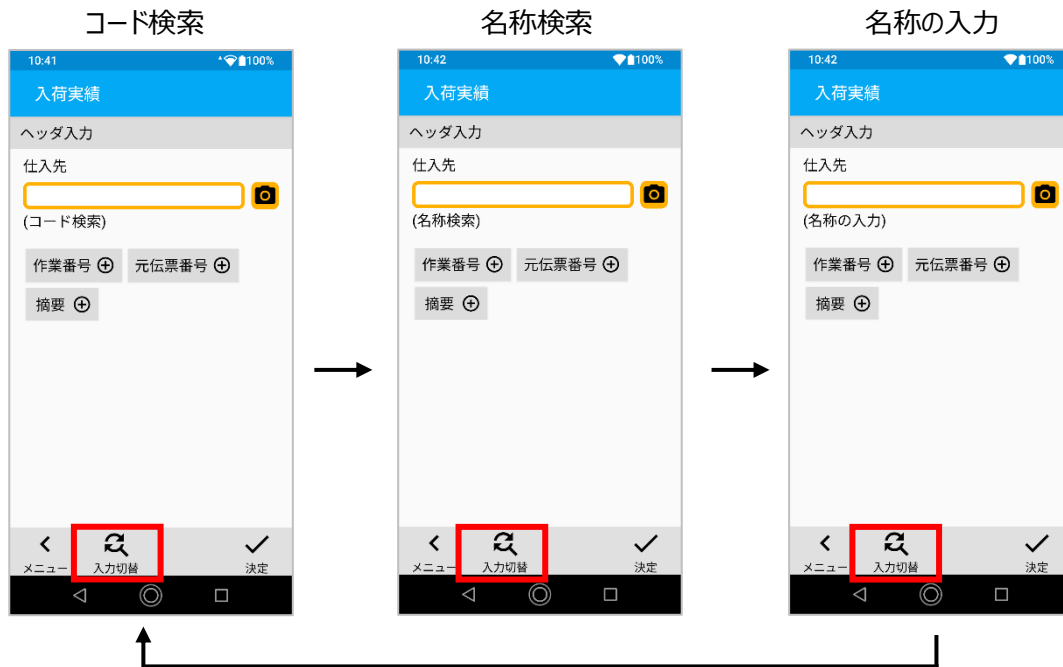 コード検索
10:41
100%
入荷実績
ヘッダ入力
仕入先
(コード検索)
作業番号 元伝票番号
摘要
メニュー 入力切替 決定
名称検索
10:42
100%
入荷実績
ヘッダ入力
仕入先
(名称検索)
作業番号 元伝票番号
摘要
メニュー 入力切替 決定
名称の入力
10:42
100%
入荷実績
ヘッダ入力
仕入先
(名称の入力)
作業番号 元伝票番号
摘要
メニュー 入力切替 決定